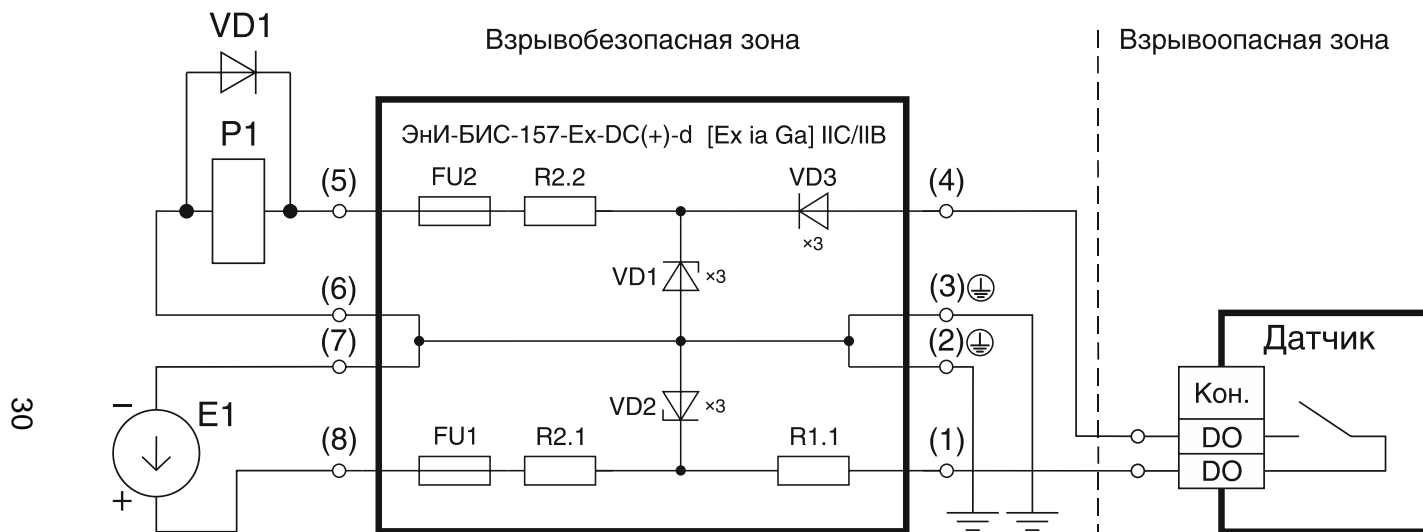 VD1
Взрывобезопасная зона
Взрывоопасная зона
P1
ЭнИ-БИС-157-Ex-DC(+)-d [Ex ia Ga] IIC/IIB
(5)
FU2
R2.2
VD3
(4)
×3
VD1
×3
(6)
(3)
(7)
(2)
Датчик
30
–
E1
VD2
×3
Кон.
(8)
FU1
R2.1
R1.1
(1)
DO
DO
+